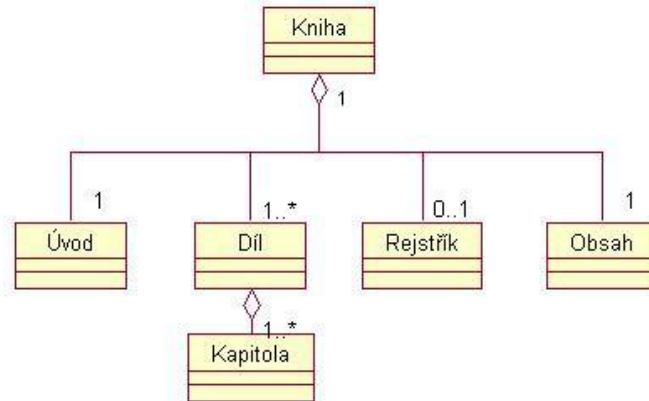 Kniha
1
1
1..*
0..1
1
Úvod
Díl
Rejstřík
Obsah
1..*
Kapitola